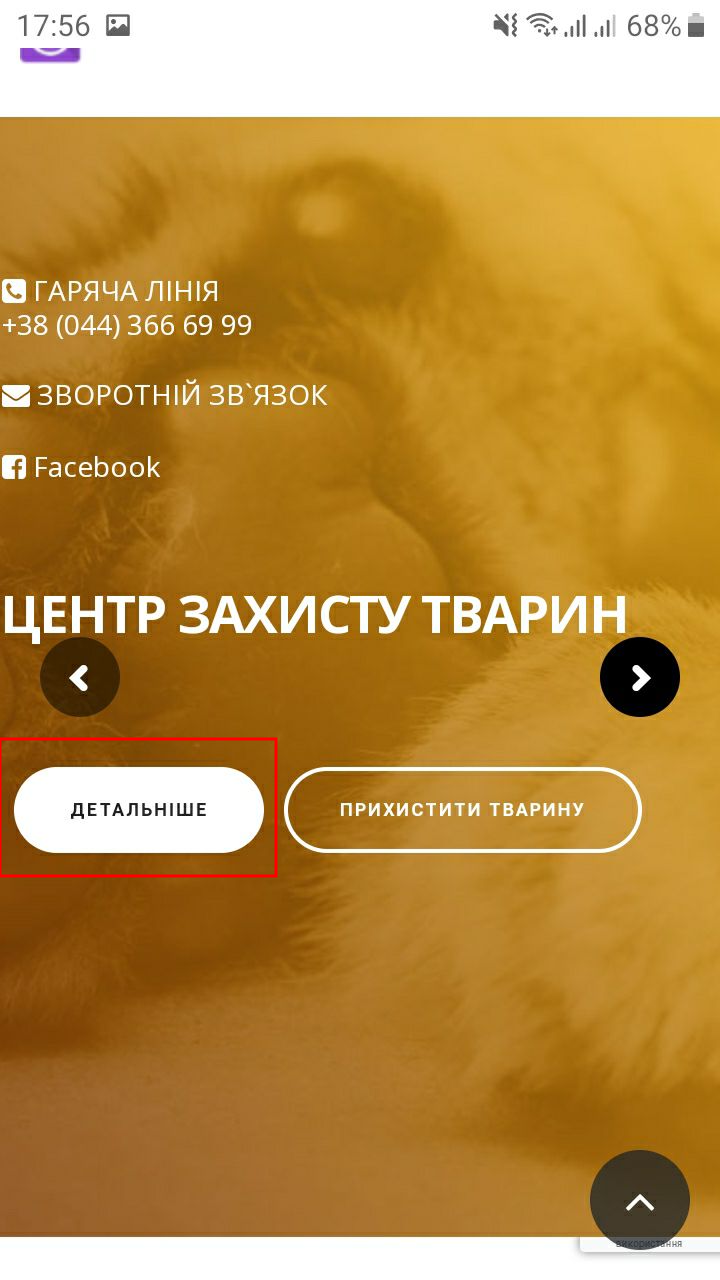 17:56 68%
ГАРЯЧА ЛІНІЯ
+38 (044) 366 69 99
ЗВОРОТНІЙ ЗВ`ЯЗОК
Facebook
ЦЕНТР ЗАХИСТУ ТВАРИН
ДЕТАЛЬНІШЕ ПРИХИСТИТИ ТВАРИНУ
використання